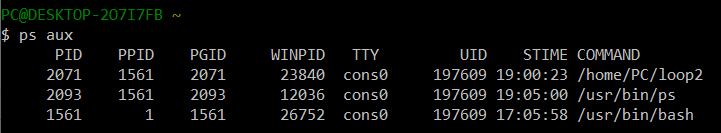 PC@DESKTOP-2O7I7FB ~
$ ps aux
PID PPID PGID WINPID TTY UID STIME COMMAND
2071 1561 2071 23840 cons0 197609 19:00:23 /home/PC/loop2
2093 1561 2093 12036 cons0 197609 19:05:00 /usr/bin/ps
1561 1 1561 26752 cons0 197609 17:05:58 /usr/bin/bash